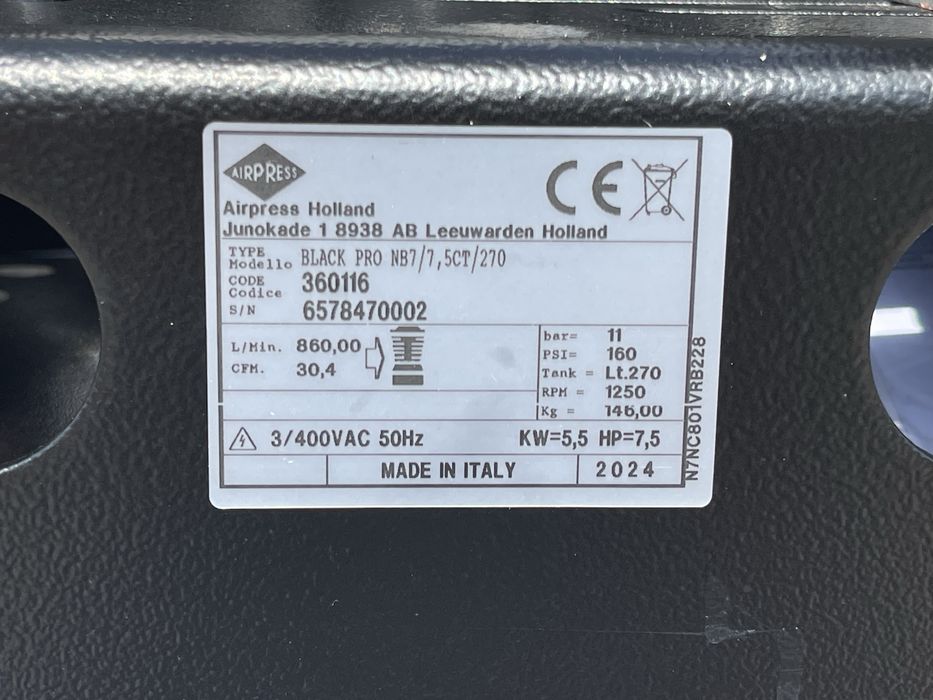 AIRPRESS
CE
Airpress Holland
Junokade 1 8938 AB Leeuwarden Holland
TYPE
Modello BLACK PRO NB7/7,5CT/270
CODE
Codice 360116
S/N 6578470002
L/Min. 860,00
CFM. 30,4
bar= 11
PSI= 160
Tank = Lt.270
RPM = 1250
Kg = 146,00
3/400VAC 50Hz KW=5,5 HP=7,5
MADE IN ITALY 2024
N7NC801VRB228